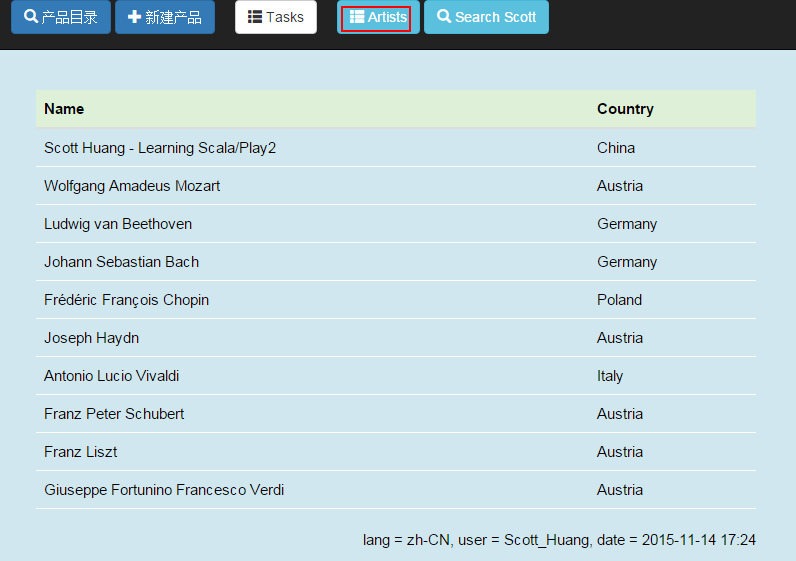 产品目录 新建产品 Tasks Artists Search Scott
Name Country
Scott Huang - Learning Scala/Play2 China
Wolfgang Amadeus Mozart Austria
Ludwig van Beethoven Germany
Johann Sebastian Bach Germany
Frédéric François Chopin Poland
Joseph Haydn Austria
Antonio Lucio Vivaldi Italy
Franz Peter Schubert Austria
Franz Liszt Austria
Giuseppe Fortunino Francesco Verdi Austria
lang = zh-CN, user = Scott_Huang, date = 2015-11-14 17:24